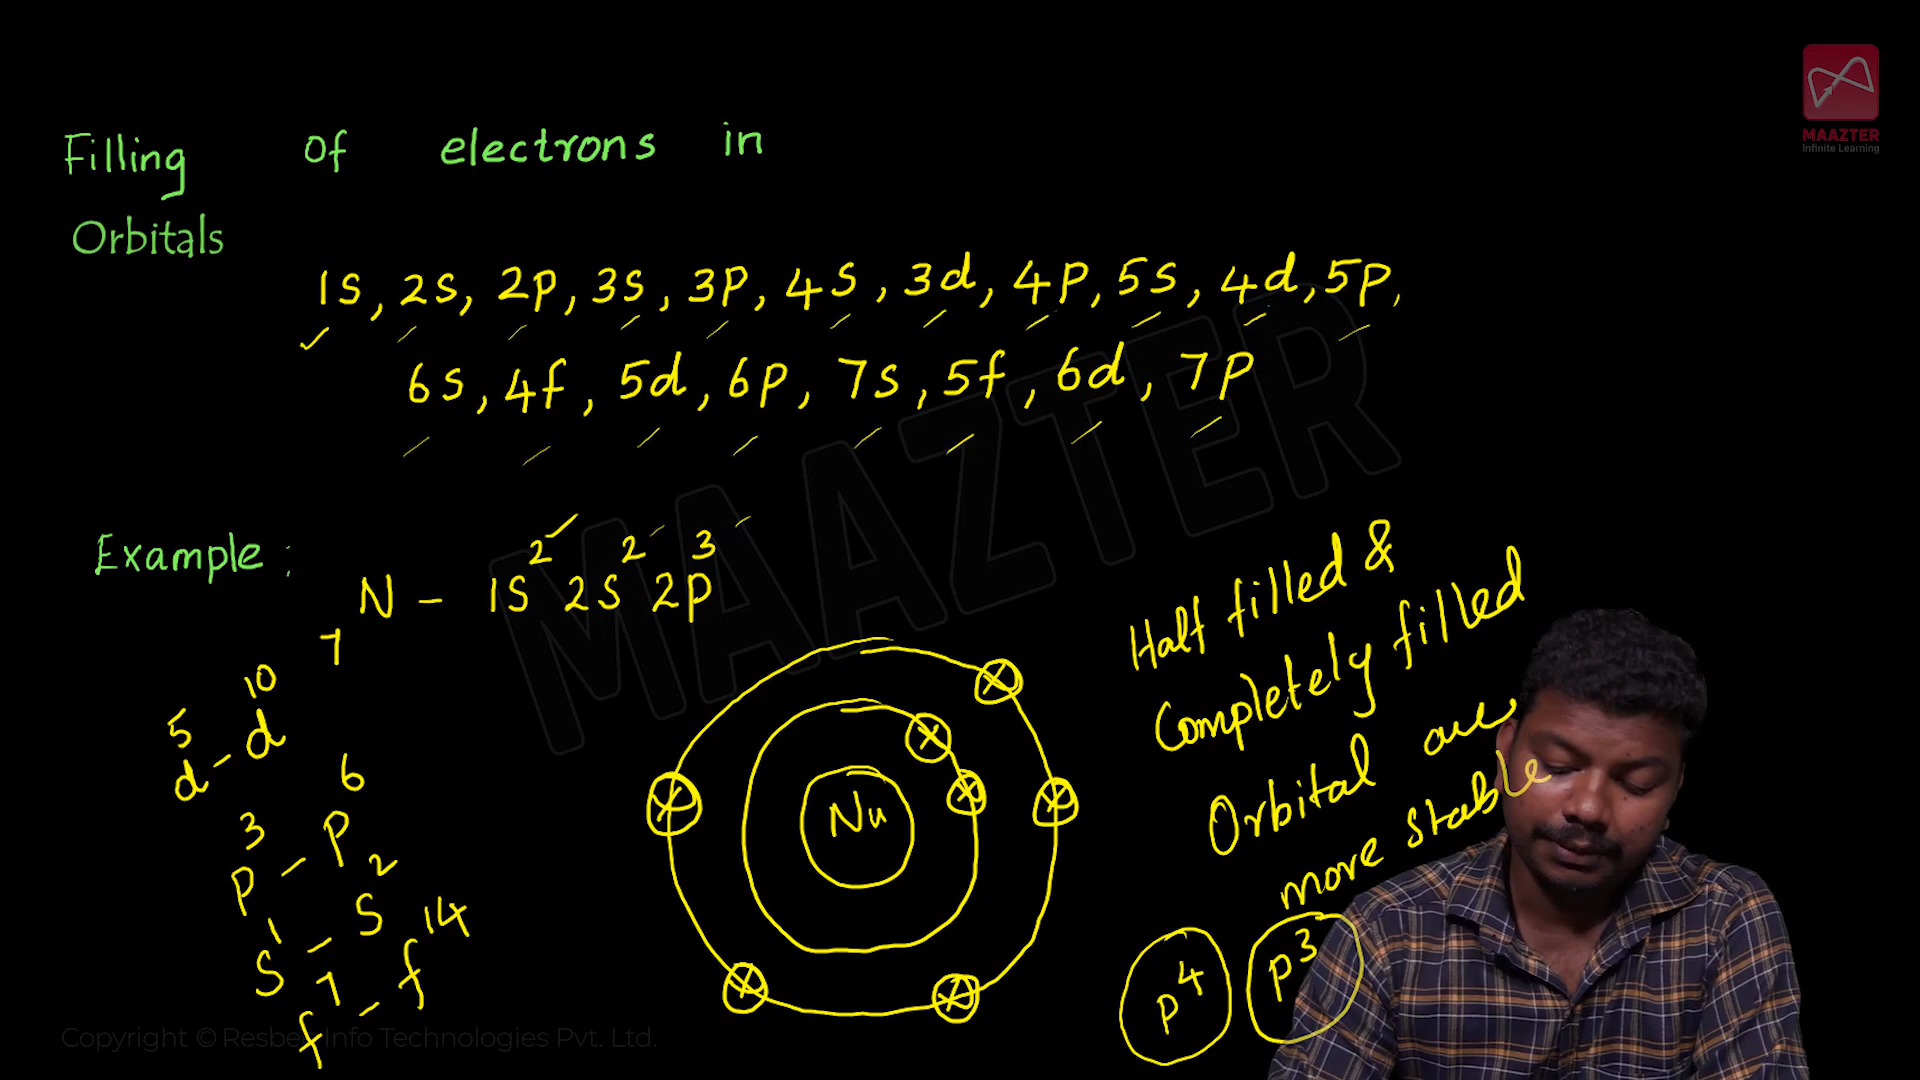 MAAZTER
Infinite Learning
Filling of electrons in
Orbitals
1s, 2s, 2p, 3s, 3p, 4s, 3d, 4p, 5s, 4d, 5p,
6s, 4f, 5d, 6p, 7s, 5f, 6d, 7p
MAAZTER
Example:
₇N - 1s² 2s² 2p³
d⁵ - d¹⁰
p³ - p⁶
s¹ - s²
f⁷ - f¹⁴
Nu
Half filled &
Completely filled
Orbital are
more stable
p⁴ p³
Copyright © Resbee Info Technologies Pvt. Ltd.